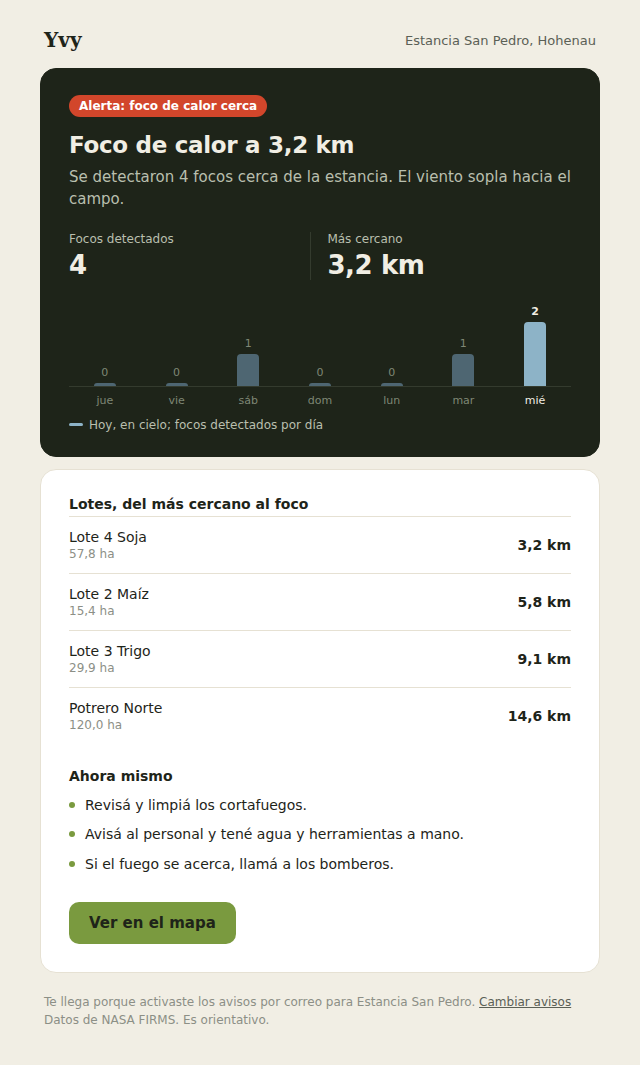 Yvy
Estancia San Pedro, Hohenau
Alerta: foco de calor cerca
Foco de calor a 3,2 km
Se detectaron 4 focos cerca de la estancia. El viento sopla hacia el
campo.
Focos detectados
4
Más cercano
3,2 km
0 0 1 0 0 1 2
jue vie sáb dom lun mar mié
Hoy, en cielo; focos detectados por día
Lotes, del más cercano al foco
Lote 4 Soja
57,8 ha
3,2 km
Lote 2 Maíz
15,4 ha
5,8 km
Lote 3 Trigo
29,9 ha
9,1 km
Potrero Norte
120,0 ha
14,6 km
Ahora mismo
Revisá y limpiá los cortafuegos.
Avisá al personal y tené agua y herramientas a mano.
Si el fuego se acerca, llamá a los bomberos.
Ver en el mapa
Te llega porque activaste los avisos por correo para Estancia San Pedro. Cambiar avisos
Datos de NASA FIRMS. Es orientativo.